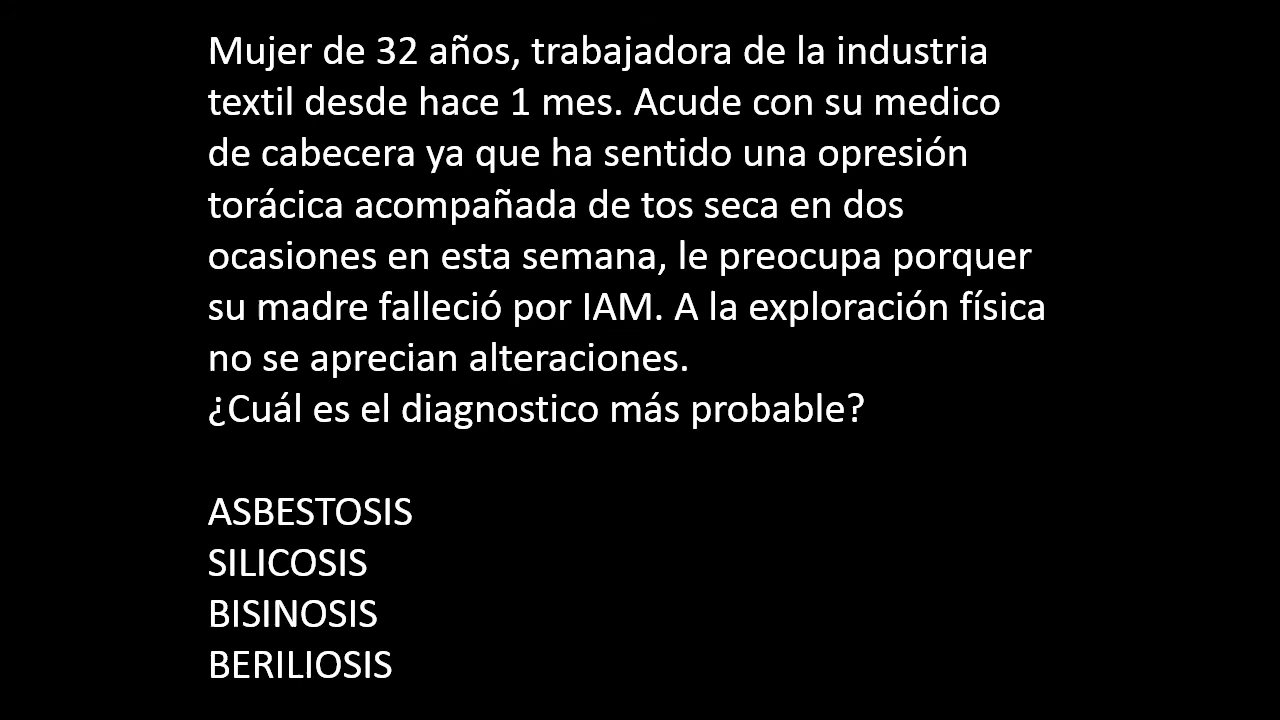 Mujer de 32 años, trabajadora de la industria
textil desde hace 1 mes. Acude con su medico
de cabecera ya que ha sentido una opresión
torácica acompañada de tos seca en dos
ocasiones en esta semana, le preocupa porquer
su madre falleció por IAM. A la exploración física
no se aprecian alteraciones.
¿Cuál es el diagnostico más probable?
ASBESTOSIS
SILICOSIS
BISINOSIS
BERILIOSIS